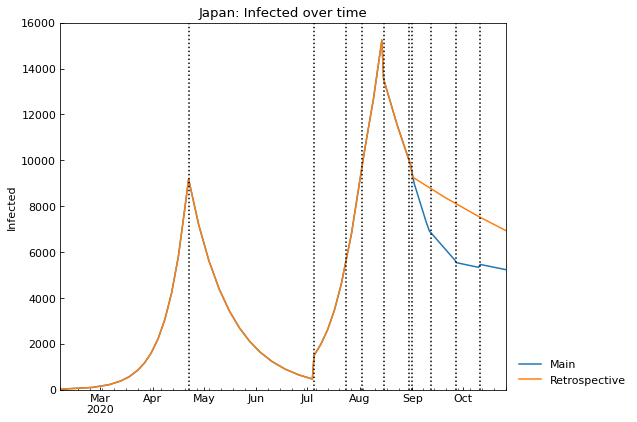 Japan: Infected over time
Infected
16000
14000
12000
10000
8000
6000
4000
2000
0
Mar Apr May Jun Jul Aug Sep Oct
2020
Main
Retrospective